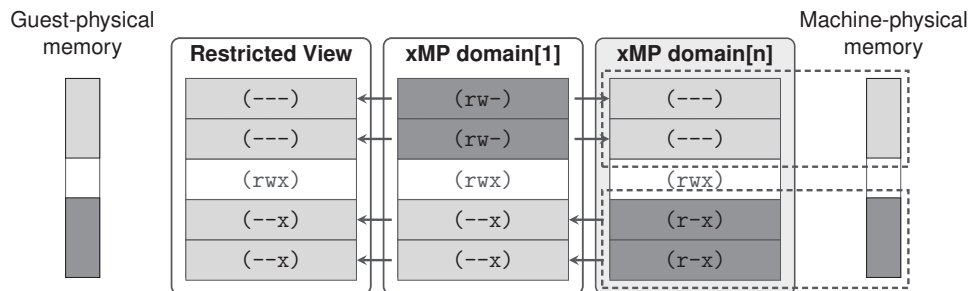 Guest-physical
memory
Machine-physical
memory
Restricted View
xMP domain[1]
xMP domain[n]
(---)
(rw-)
(---)
(---)
(rw-)
(---)
(rwx)
(rwx)
(rwx)
(--x)
(--x)
(r-x)
(--x)
(--x)
(r-x)